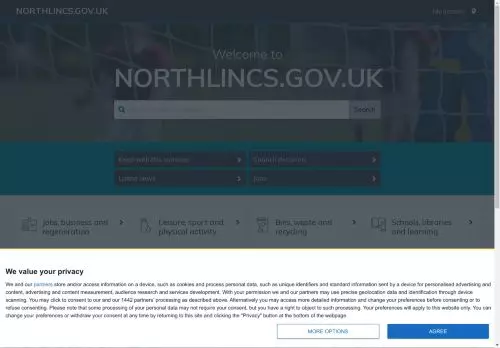 NORTHLINCS.GOV.UK
Welcome to
NORTHLINCS.GOV.UK
Search
Council decisions
Latest news
Jobs, business and
regeneration
Leisure, sport and
physical activity
Bins, waste and
recycling
Schools, libraries
and learning
We value your privacy
We and our partners store and/or access information on a device, such as cookies and process personal data, such as unique identifiers and standard information sent by a device for personalised advertising and
content, advertising and content measurement, audience research and services development. With your permission we and our partners may use precise geolocation data and identification through device
scanning. You may click to consent to our and our 1442 partners' processing as described above. Alternatively you may access more detailed information and change your preferences before consenting or to
refuse consenting. Please note that some processing of your personal data may not require your consent, but you have a right to object to such processing. Your preferences will apply to this website only. You can
change your preferences or withdraw your consent at any time by returning to this site and clicking the "Privacy" button at the bottom of the webpage.
MORE OPTIONS
AGREE